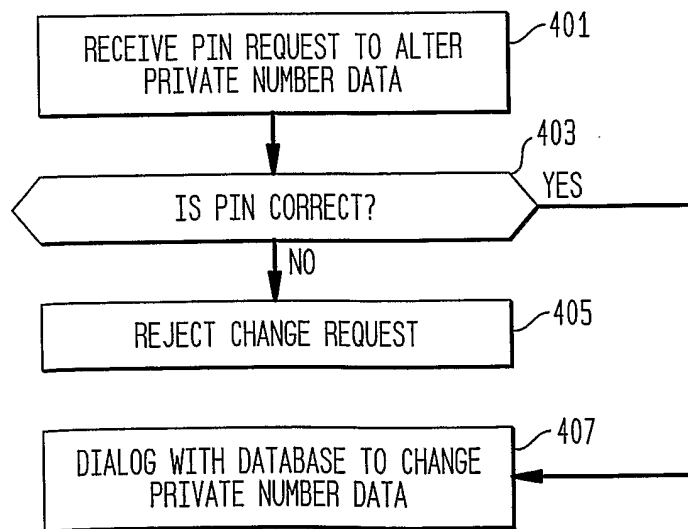 RECEIVE PIN REQUEST TO ALTER
PRIVATE NUMBER DATA
401
403
IS PIN CORRECT?
YES
NO
REJECT CHANGE REQUEST
405
407
DIALOG WITH DATABASE TO CHANGE
PRIVATE NUMBER DATA